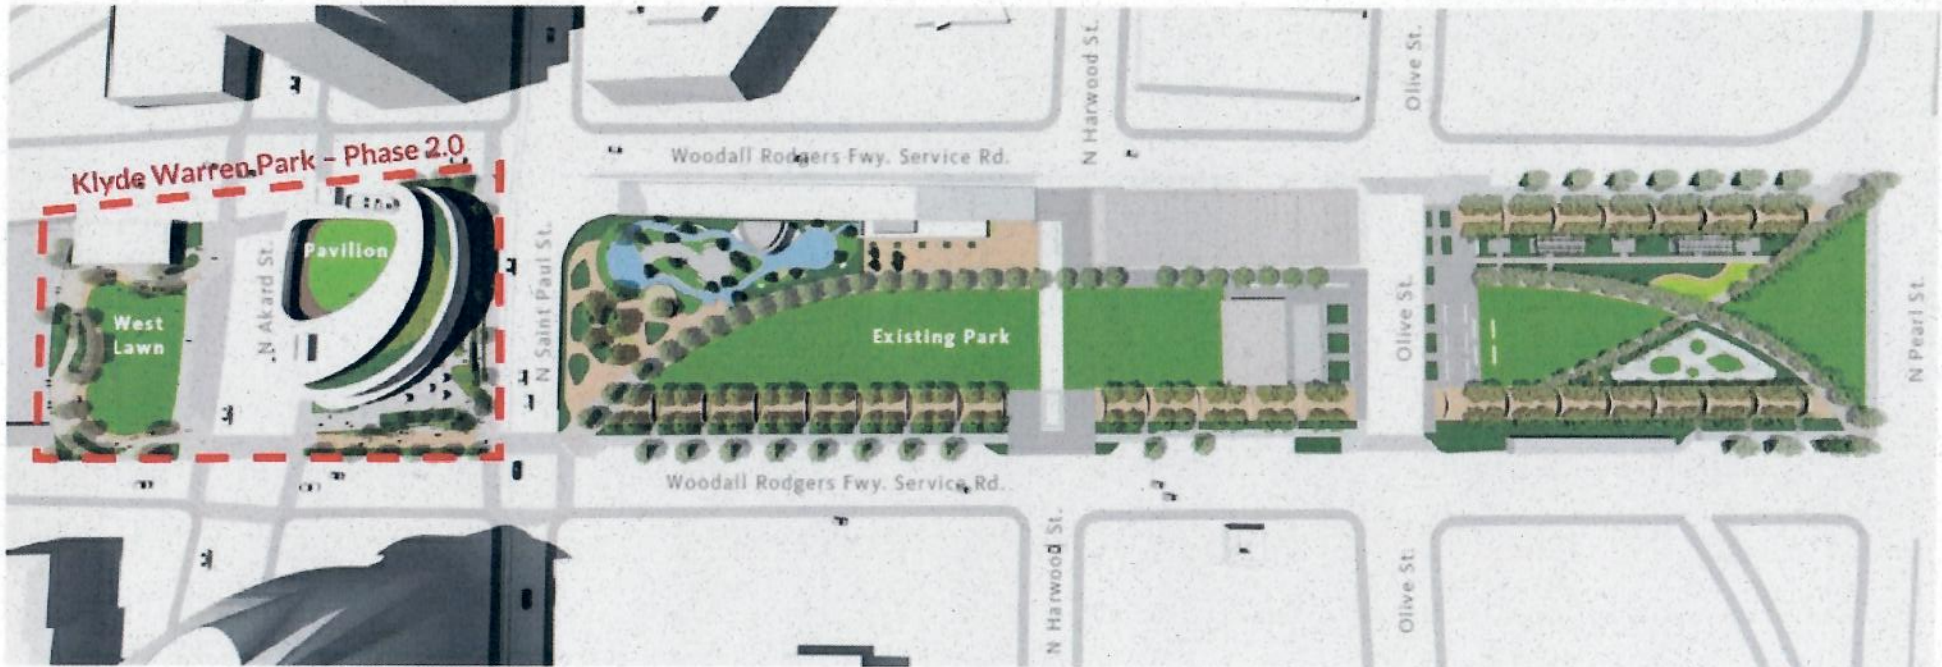 N Harwood St.
Olive St.
Klyde Warren Park – Phase 2.0
Woodall Rodgers Fwy. Service Rd.
Pavilion
West
Lawn
N Akard St.
N Saint Paul St.
Existing Park
Olive St.
N Pearl St.
Woodall Rodgers Fwy. Service Rd.
N Harwood St.
Olive St.